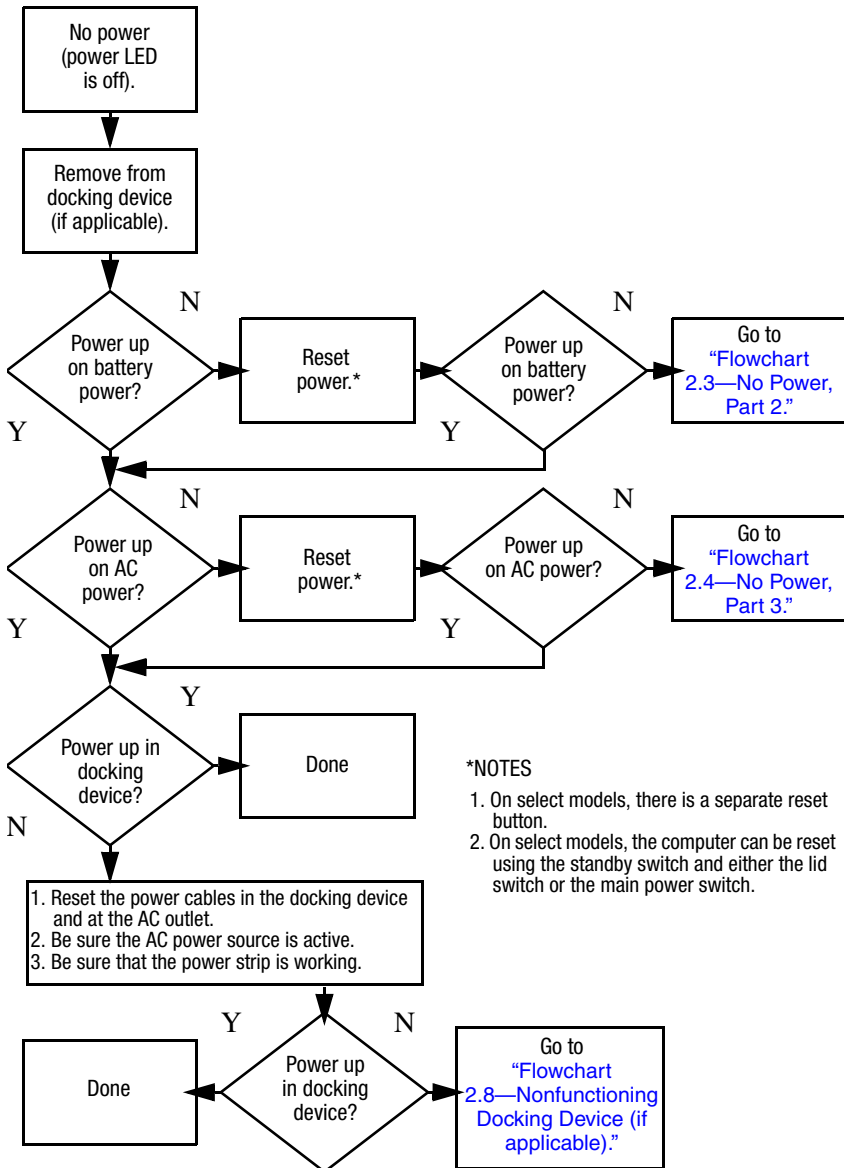 No power
(power LED
is off).
Remove from
docking device
(if applicable).
N
N
Power up
on battery
power?
Reset
power.*
Power up
on battery
power?
Go to
“Flowchart
2.3—No Power,
Part 2.”
Y
Y
N
N
Power up
on AC
power?
Reset
power.*
Power up
on AC power?
Go to
“Flowchart
2.4—No Power,
Part 3.”
Y
Y
Y
Power up in
docking
device?
Done
N
*NOTES
1. On select models, there is a separate reset
button.
2. On select models, the computer can be reset
using the standby switch and either the lid
switch or the main power switch.
1. Reset the power cables in the docking device
and at the AC outlet.
2. Be sure the AC power source is active.
3. Be sure that the power strip is working.
Y
N
Done
Power up
in docking
device?
Go to
“Flowchart
2.8—Nonfunctioning
Docking Device (if
applicable).”